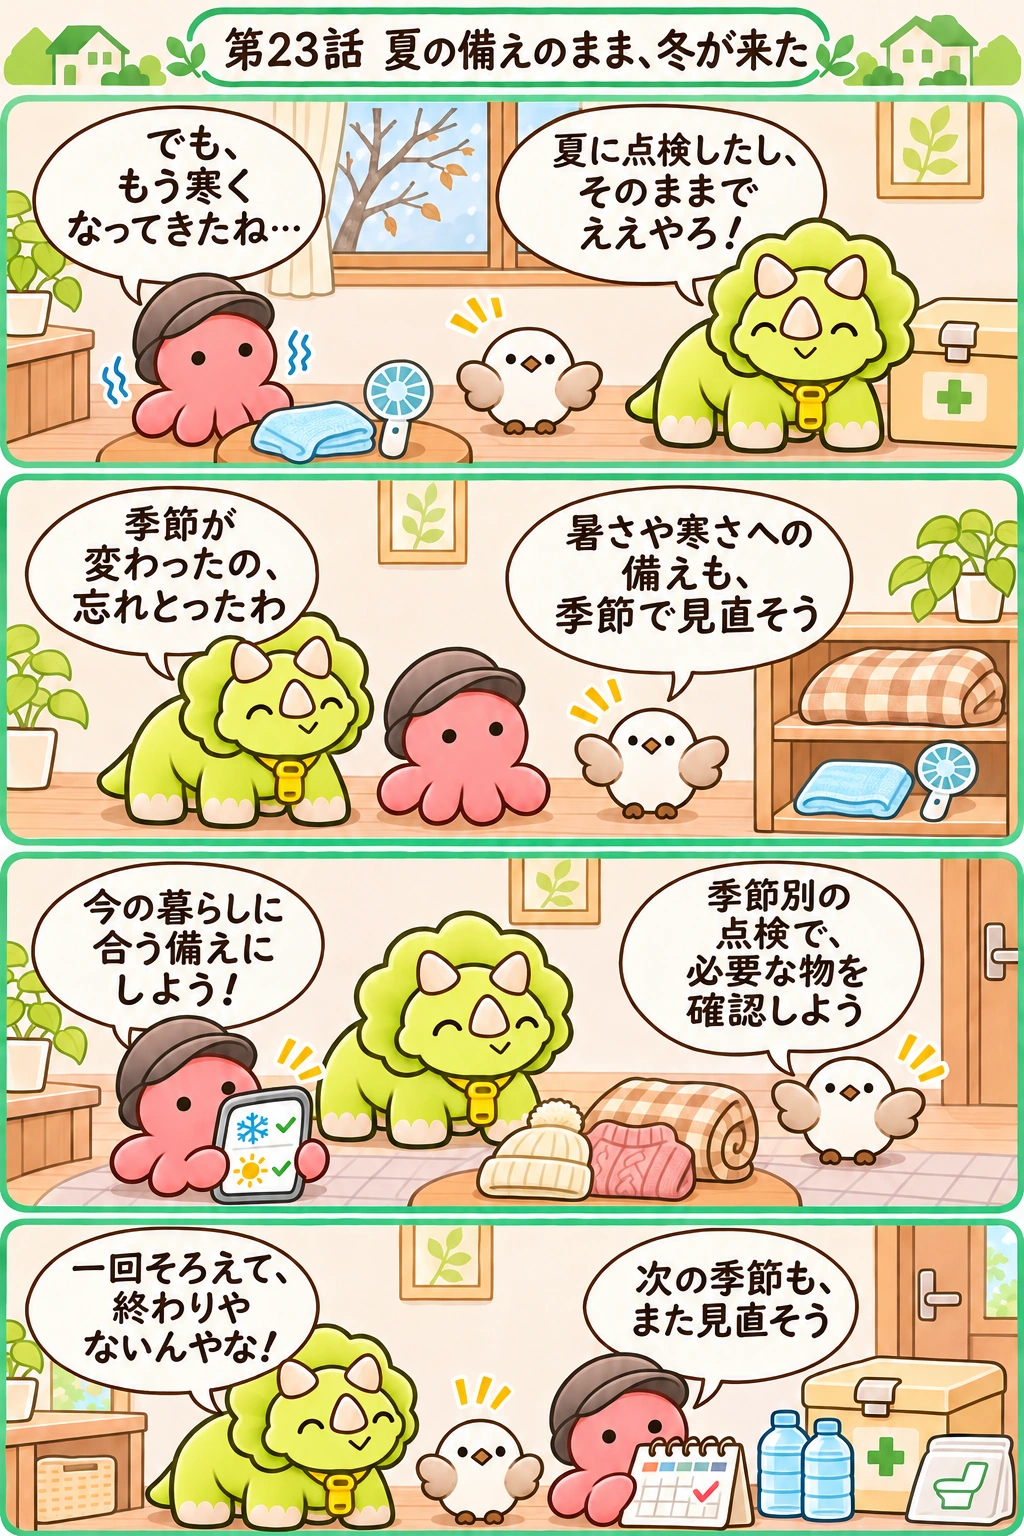 第23話 夏の備えのまま、冬が来た
夏に点検したし、
そのままで
ええやろ!
でも、
もう寒く
なってきたね…
季節が
変わったの、
忘れとったわ
暑さや寒さへの
備えも、
季節で見直そう
今の暮らしに
合う備えに
しよう!
季節別の
点検で、
必要な物を
確認しよう
一回そろえて、
終わりや
ないんやな!
次の季節も、
また見直そう